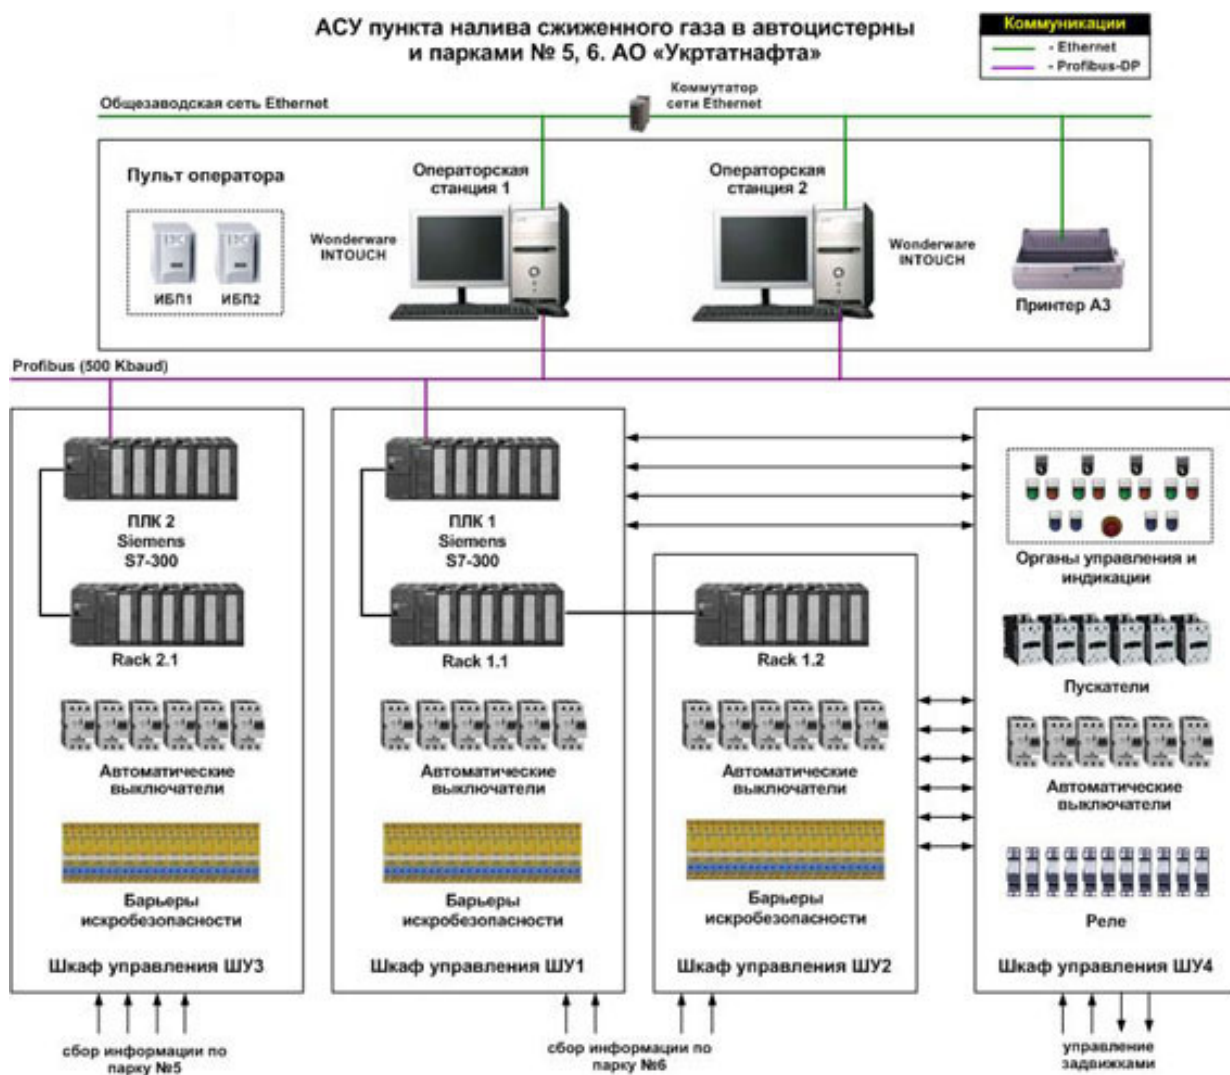 АСУ пункта налива сжиженного газа в автоцистерны
и парками № 5, 6. АО «Укртатнафта»
Коммуникации
- Ethernet
- Profibus-DP
Общезаводская сеть Ethernet
Коммутатор
сети Ethernet
Пульт оператора
ИБП1
ИБП2
Операторская
станция 1
Wonderware
INTOUCH
Операторская
станция 2
Wonderware
INTOUCH
Принтер А3
Profibus (500 Kbaud)
ПЛК 2
Siemens
S7-300
Rack 2.1
Автоматические
выключатели
Барьеры
искробезопасности
Шкаф управления ШУ3
сбор информации по
парку №5
ПЛК 1
Siemens
S7-300
Rack 1.1
Автоматические
выключатели
Барьеры
искробезопасности
Шкаф управления ШУ1
Rack 1.2
Автоматические
выключатели
Барьеры
искробезопасности
Шкаф управления ШУ2
сбор информации по
парку №6
Органы управления и
индикации
Пускатели
Автоматические
выключатели
Реле
Шкаф управления ШУ4
управление
задвижками